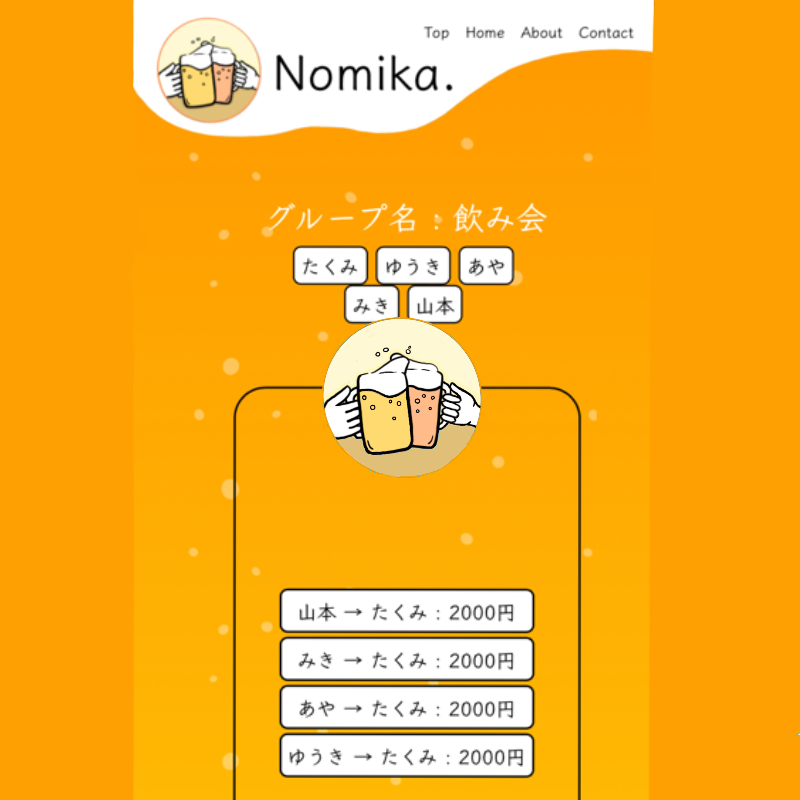 Top Home About Contact
Nomika.
グループ名：飲み会
たくみ ゆうき あや
みき 山本
山本 → たくみ : 2000円
みき → たくみ : 2000円
あや → たくみ : 2000円
ゆうき → たくみ : 2000円